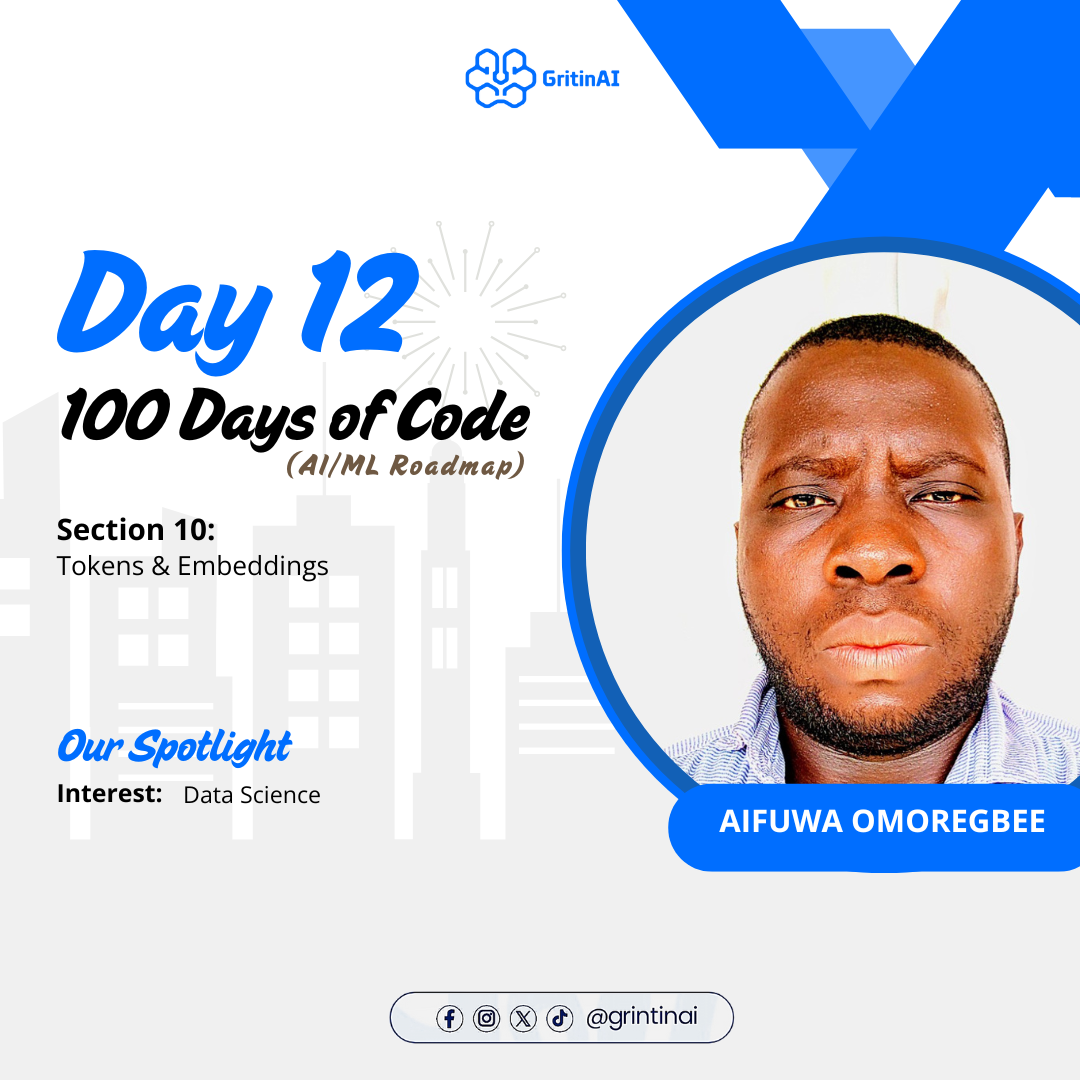 GritinAI
Day 12
100 Days of Code
(AI/ML Roadmap)
Section 10:
Tokens & Embeddings
Our Spotlight
Interest: Data Science
AIFUWA OMOREGBEE
@grintinai